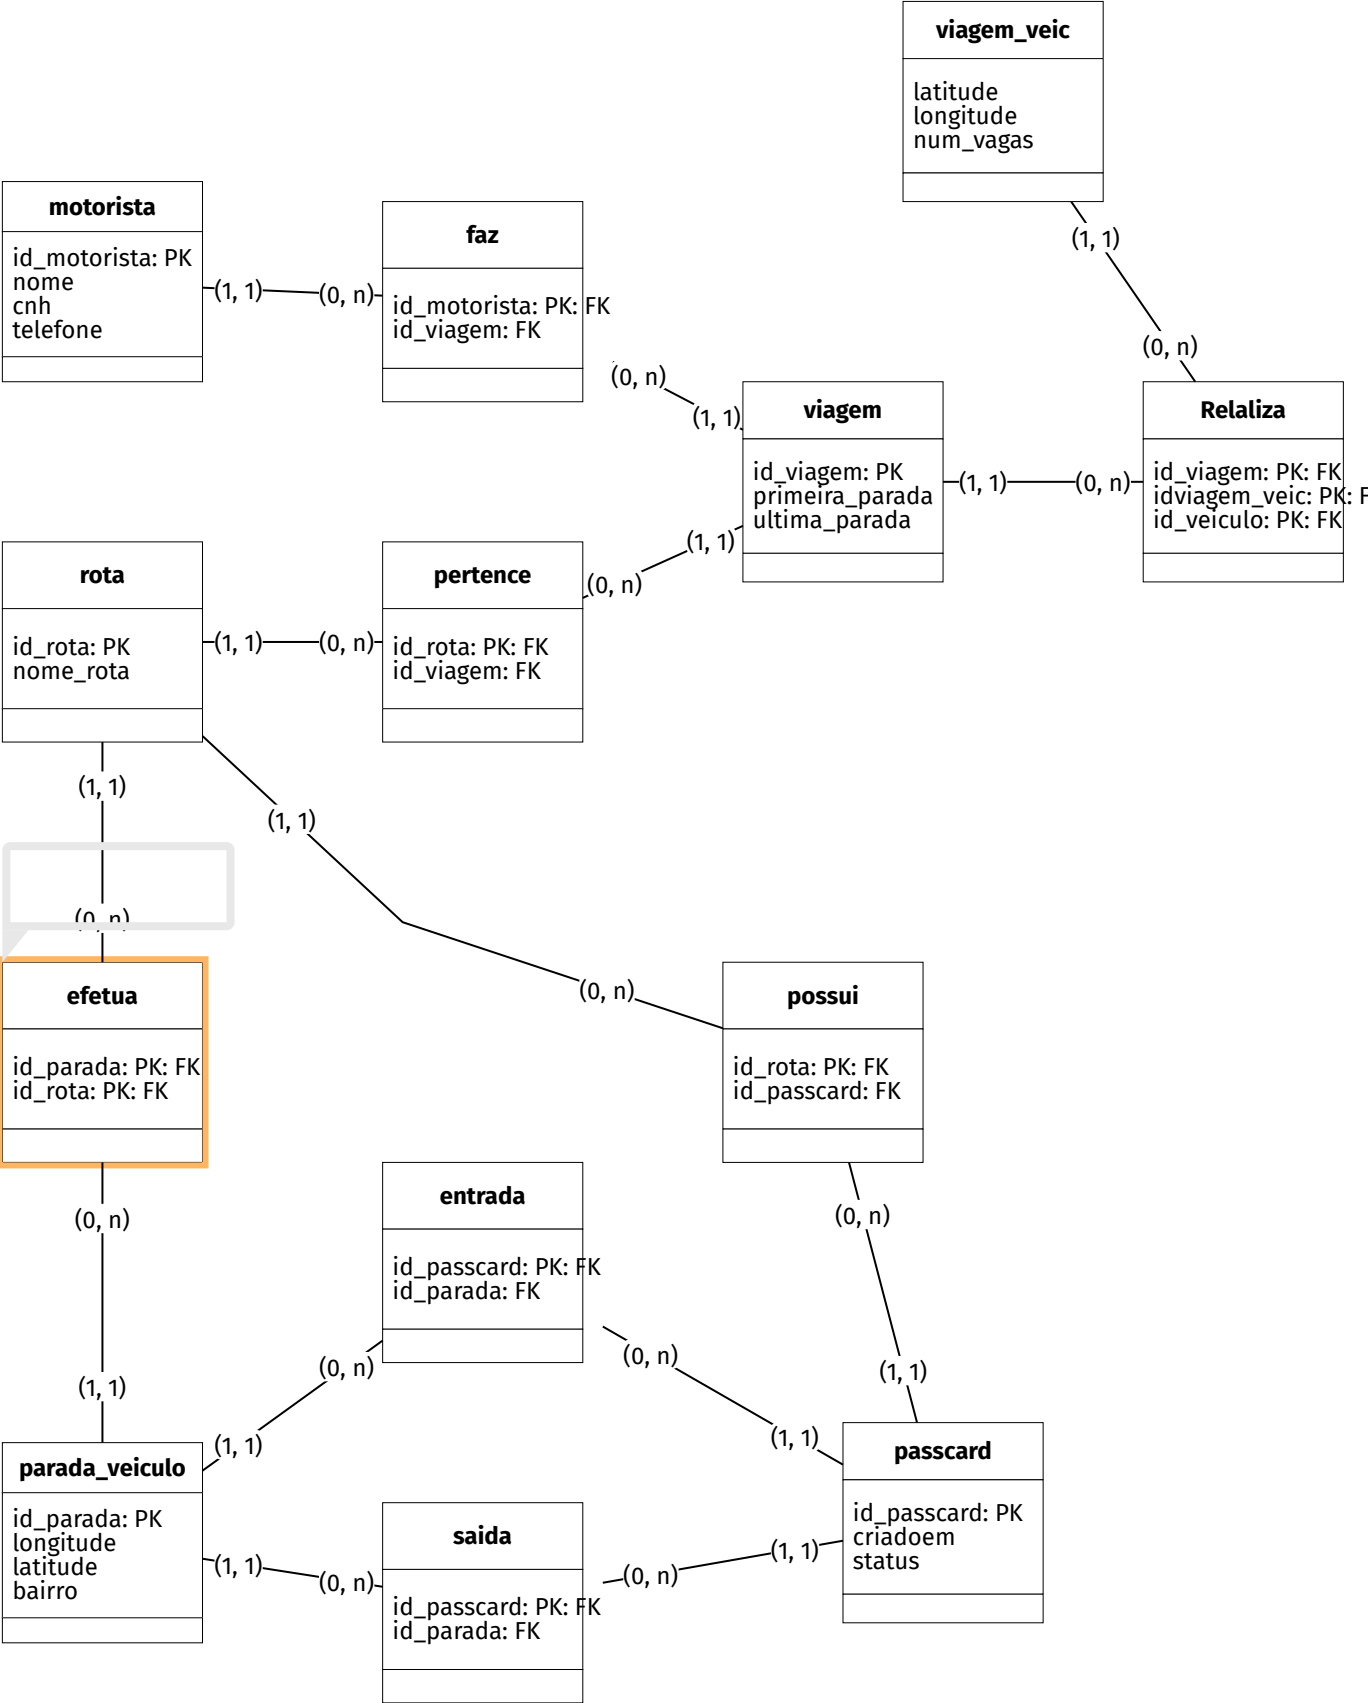 viagem_veic
latitude
longitude
num_vagas
motorista
id_motorista: PK
nome
cnh
telefone
faz
id_motorista: PK: FK
id_viagem: FK
(1, 1)
(1, 1)
(0, n)
(0, n)
(0, n)
(1, 1)
viagem
id_viagem: PK
primeira_parada
ultima_parada
Relaliza
id_viagem: PK: FK
idviagem_veic: PK: F
id_veiculo: PK: FK
(1, 1)
(0, n)
(1, 1)
(0, n)
rota
id_rota: PK
nome_rota
pertence
id_rota: PK: FK
id_viagem: FK
(1, 1)
(0, n)
(1, 1)
(1, 1)
(0, n)
efetua
id_parada: PK: FK
id_rota: PK: FK
(0, n)
possui
id_rota: PK: FK
id_passcard: FK
entrada
id_passcard: PK: FK
id_parada: FK
(0, n)
(0, n)
(0, n)
(0, n)
(1, 1)
(1, 1)
(1, 1)
(1, 1)
parada_veiculo
id_parada: PK
longitude
latitude
bairro
passcard
id_passcard: PK
criadoem
status
saida
id_passcard: PK: FK
id_parada: FK
(1, 1)
(0, n)
(0, n)
(1, 1)